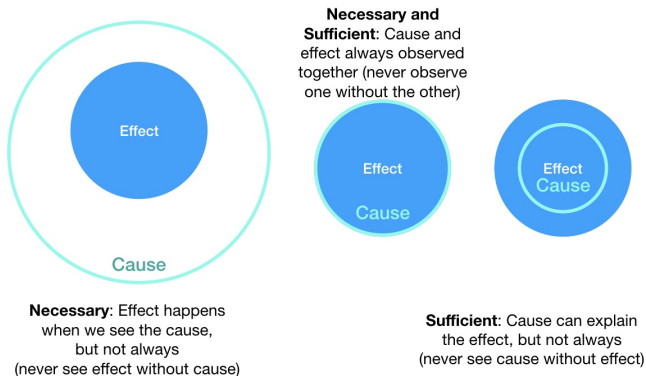 Effect
Cause
Necessary: Effect happens
when we see the cause,
but not always
(never see effect without cause)
Necessary and
Sufficient: Cause and
effect always observed
together (never observe
one without the other)
Effect
Cause
Effect
Cause
Sufficient: Cause can explain
the effect, but not always
(never see cause without effect)